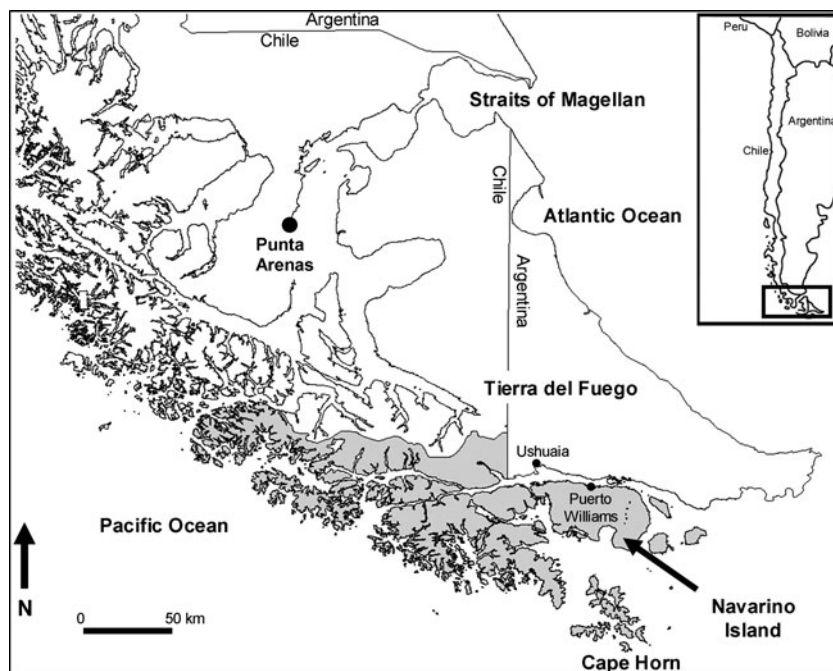 Argentina
Chile
Straits of Magellan
Chile
Argentina
Atlantic Ocean
Punta
Arenas
Tierra del Fuego
Ushuaia
Puerto
Williams
Pacific Ocean
N
0 50 km
Navarino
Island
Cape Horn
Peru
Bolivia
Argentina
Chile